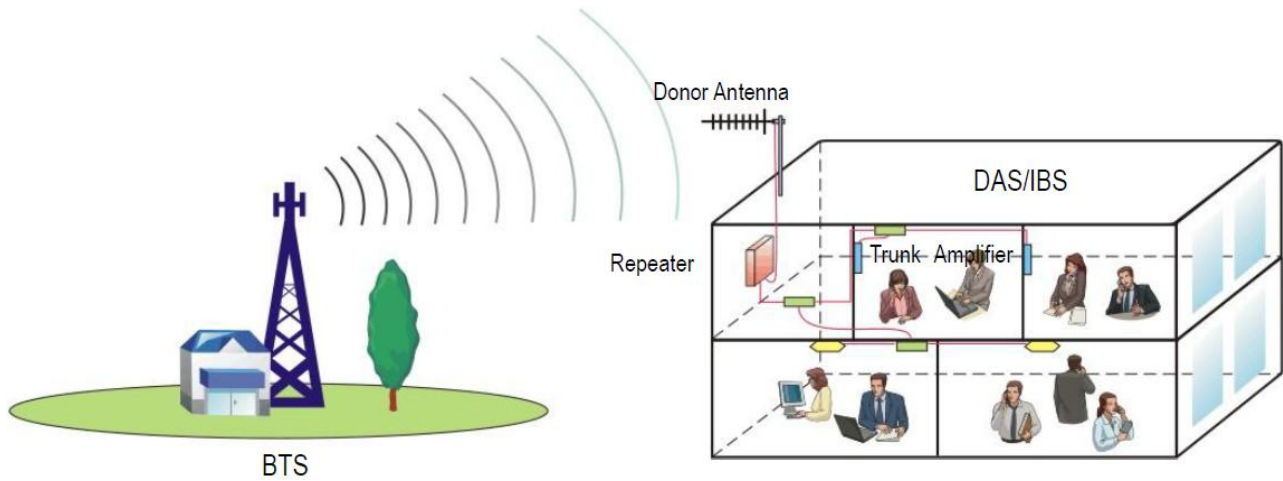 Donor Antenna
DAS/IBS
Repeater
Trunk Amplifier
BTS